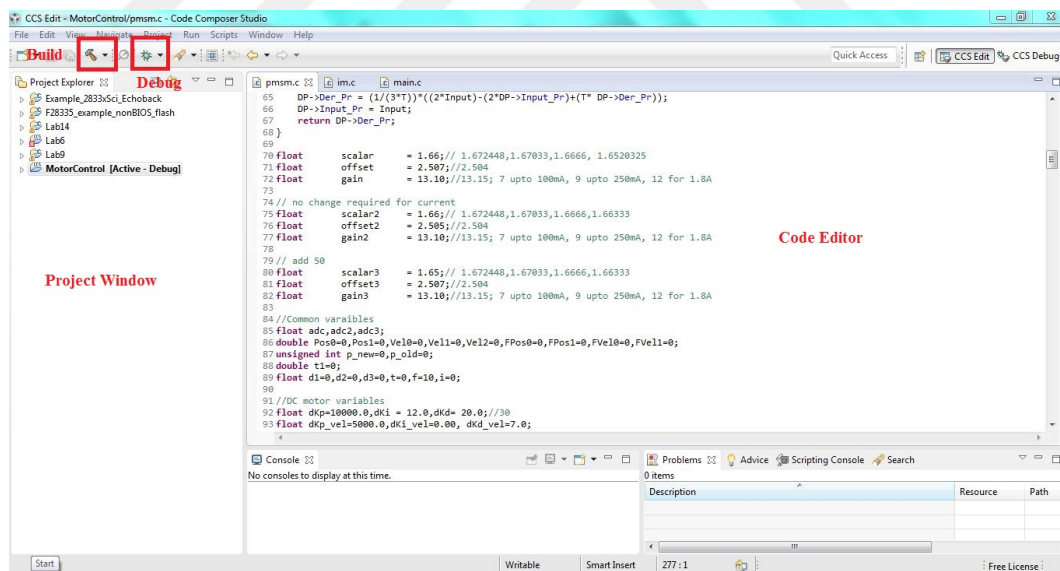 CCS Edit - MotorControl/pmsm.c - Code Composer Studio
File Edit View Navigate Project Run Scripts Window Help
Build
Quick Access
CCS Edit
CCS Debug
Debug
Project Explorer
pmsm.c
im.c
main.c
Example_2833xSci_Echoback
F28335_example_nonBIOS_flash
Lab14
Lab6
Lab9
MotorControl [Active - Debug]
Project Window
Code Editor
65 DP->Der_Pr = (1/(3*T))*((2*Input)-(2*DP->Input_Pr)+(T* DP->Der_Pr));
66 DP->Input_Pr = Input;
67 return DP->Der_Pr;
68 }
69
70 float scalar = 1.66;// 1.672448,1.67033,1.6666, 1.6520325
71 float offset = 2.507;//2.504
72 float gain = 13.10;//13.15; 7 upto 100mA, 9 upto 250mA, 12 for 1.8A
73
74 // no change required for current
75 float scalar2 = 1.66;// 1.672448,1.67033,1.6666,1.66333
76 float offset2 = 2.505;//2.504
77 float gain2 = 13.10;//13.15; 7 upto 100mA, 9 upto 250mA, 12 for 1.8A
78
79 // add 50
80 float scalar3 = 1.65;// 1.672448,1.67033,1.6666,1.66333
81 float offset3 = 2.507;//2.504
82 float gain3 = 13.10;//13.15; 7 upto 100mA, 9 upto 250mA, 12 for 1.8A
83
84 //Common varaibles
85 float adc,adc2,adc3;
86 double Pos0=0,Pos1=0,Vel0=0,Vel1=0,Vel2=0,FPos0=0,FPos1=0,FVel0=0,FVel1=0;
87 unsigned int p_new=0,p_old=0;
88 double t1=0;
89 float d1=0,d2=0,d3=0,t=0,f=10,i=0;
90
91 //DC motor variables
92 float dKp=10000.0,dKi = 12.0,dKd= 20.0;//30
93 float dKp_vel=5000.0,dKi_vel=0.00, dKd_vel=7.0;
Console
No consoles to display at this time.
Problems
Advice
Scripting Console
Search
0 items
Description
Resource
Path
Start
Writable
Smart Insert
277 : 1
Free License